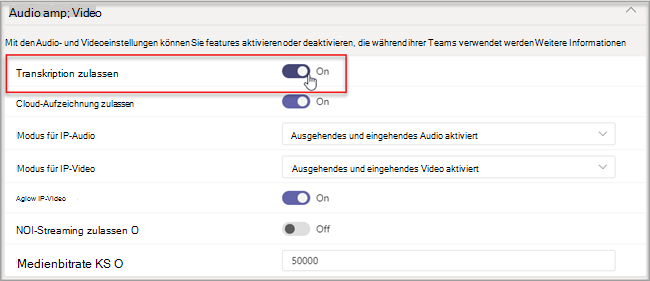 Audio amp; Video
Mit den Audio- und Videoeinstellungen können Sie features aktivieren oder deaktivieren, die während ihrer Teams verwendet werden Weitere Informationen
Transkription zulassen On
Cloud-Aufzeichnung zulassen On
Modus für IP-Audio Ausgehendes und eingehendes Audio aktiviert
Modus für IP-Video Ausgehendes und eingehendes Video aktiviert
Aglow IP-Video On
NOI-Streaming zulassen O Off
Medienbitrate KS O 50000